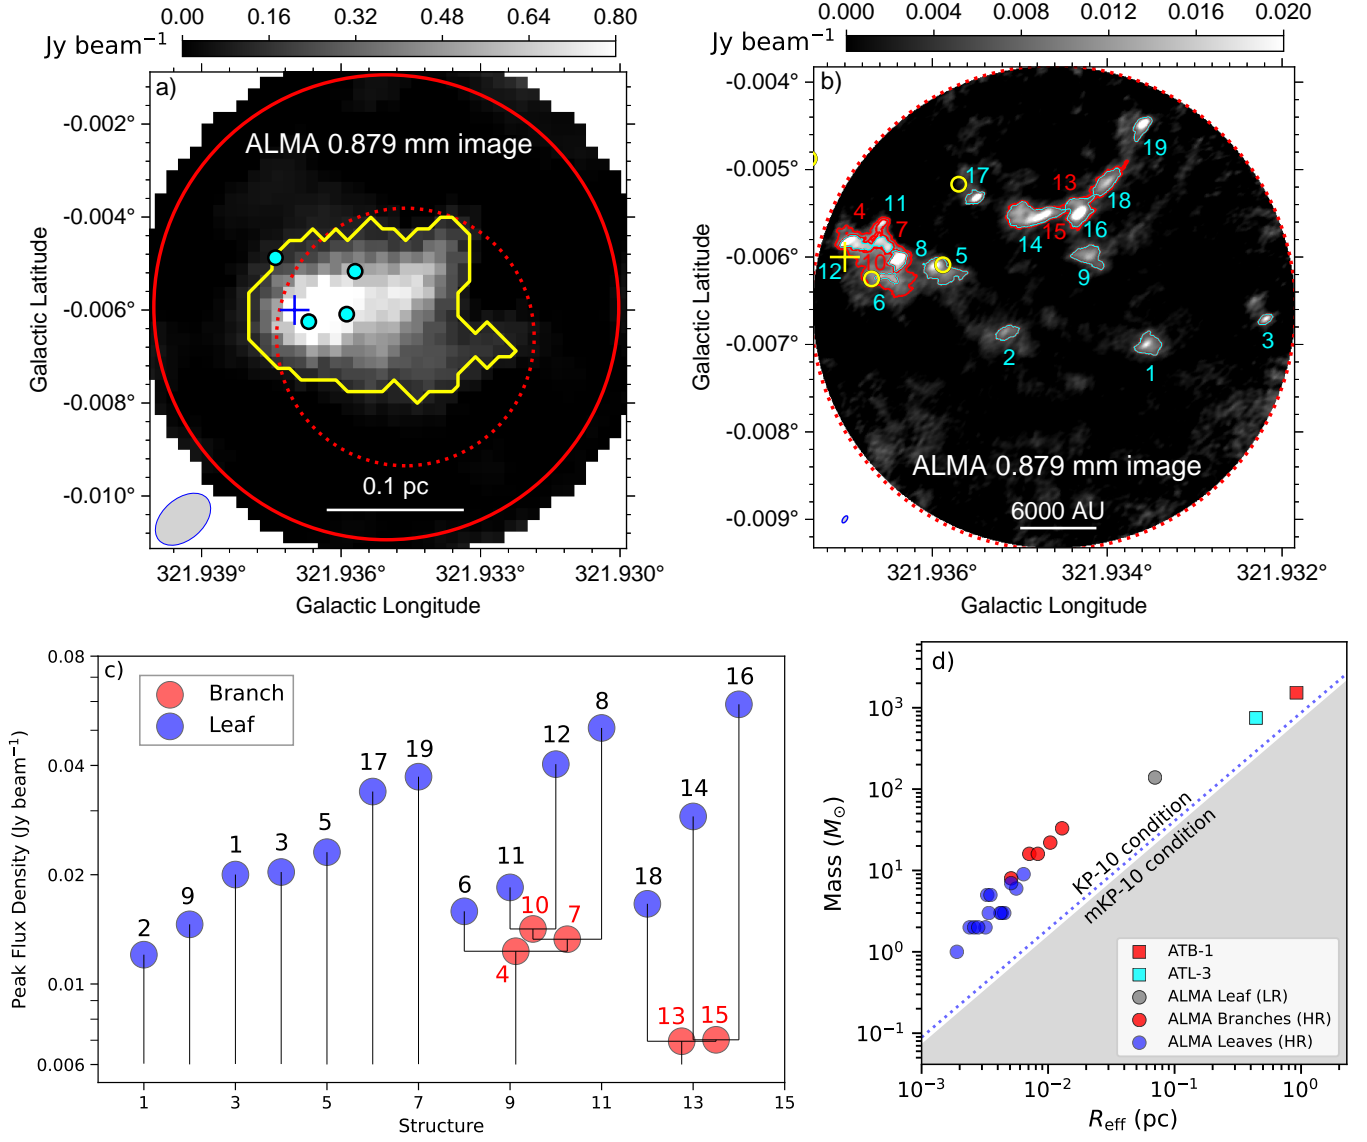 0.00 0.16 0.32 0.48 0.64 0.80
Jy beam⁻¹
a)
ALMA 0.879 mm image
-0.002°
-0.004°
-0.006°
-0.008°
-0.010°
Galactic Latitude
0.1 pc
321.939° 321.936° 321.933° 321.930°
Galactic Longitude
0.000 0.004 0.008 0.012 0.016 0.020
Jy beam⁻¹
b)
-0.004°
-0.005°
-0.006°
-0.007°
-0.008°
-0.009°
Galactic Latitude
19
17
13
18
11
4
7
15
16
14
8
5
10
12
9
6
2
1
3
ALMA 0.879 mm image
6000 AU
321.936° 321.934° 321.932°
Galactic Longitude
c)
Branch
Leaf
0.08
0.04
0.02
0.01
0.006
Peak Flux Density (Jy beam⁻¹)
2
9
1
3
5
17
19
6
11
10
12
7
8
4
18
14
16
13
15
1 3 5 7 9 11 13 15
Structure
d)
10³
10²
10¹
10⁰
10⁻¹
Mass (M⊙)
KP-10 condition
mKP-10 condition
ATB-1
ATL-3
ALMA Leaf (LR)
ALMA Branches (HR)
ALMA Leaves (HR)
10⁻³ 10⁻² 10⁻¹ 10⁰
R_eff (pc)